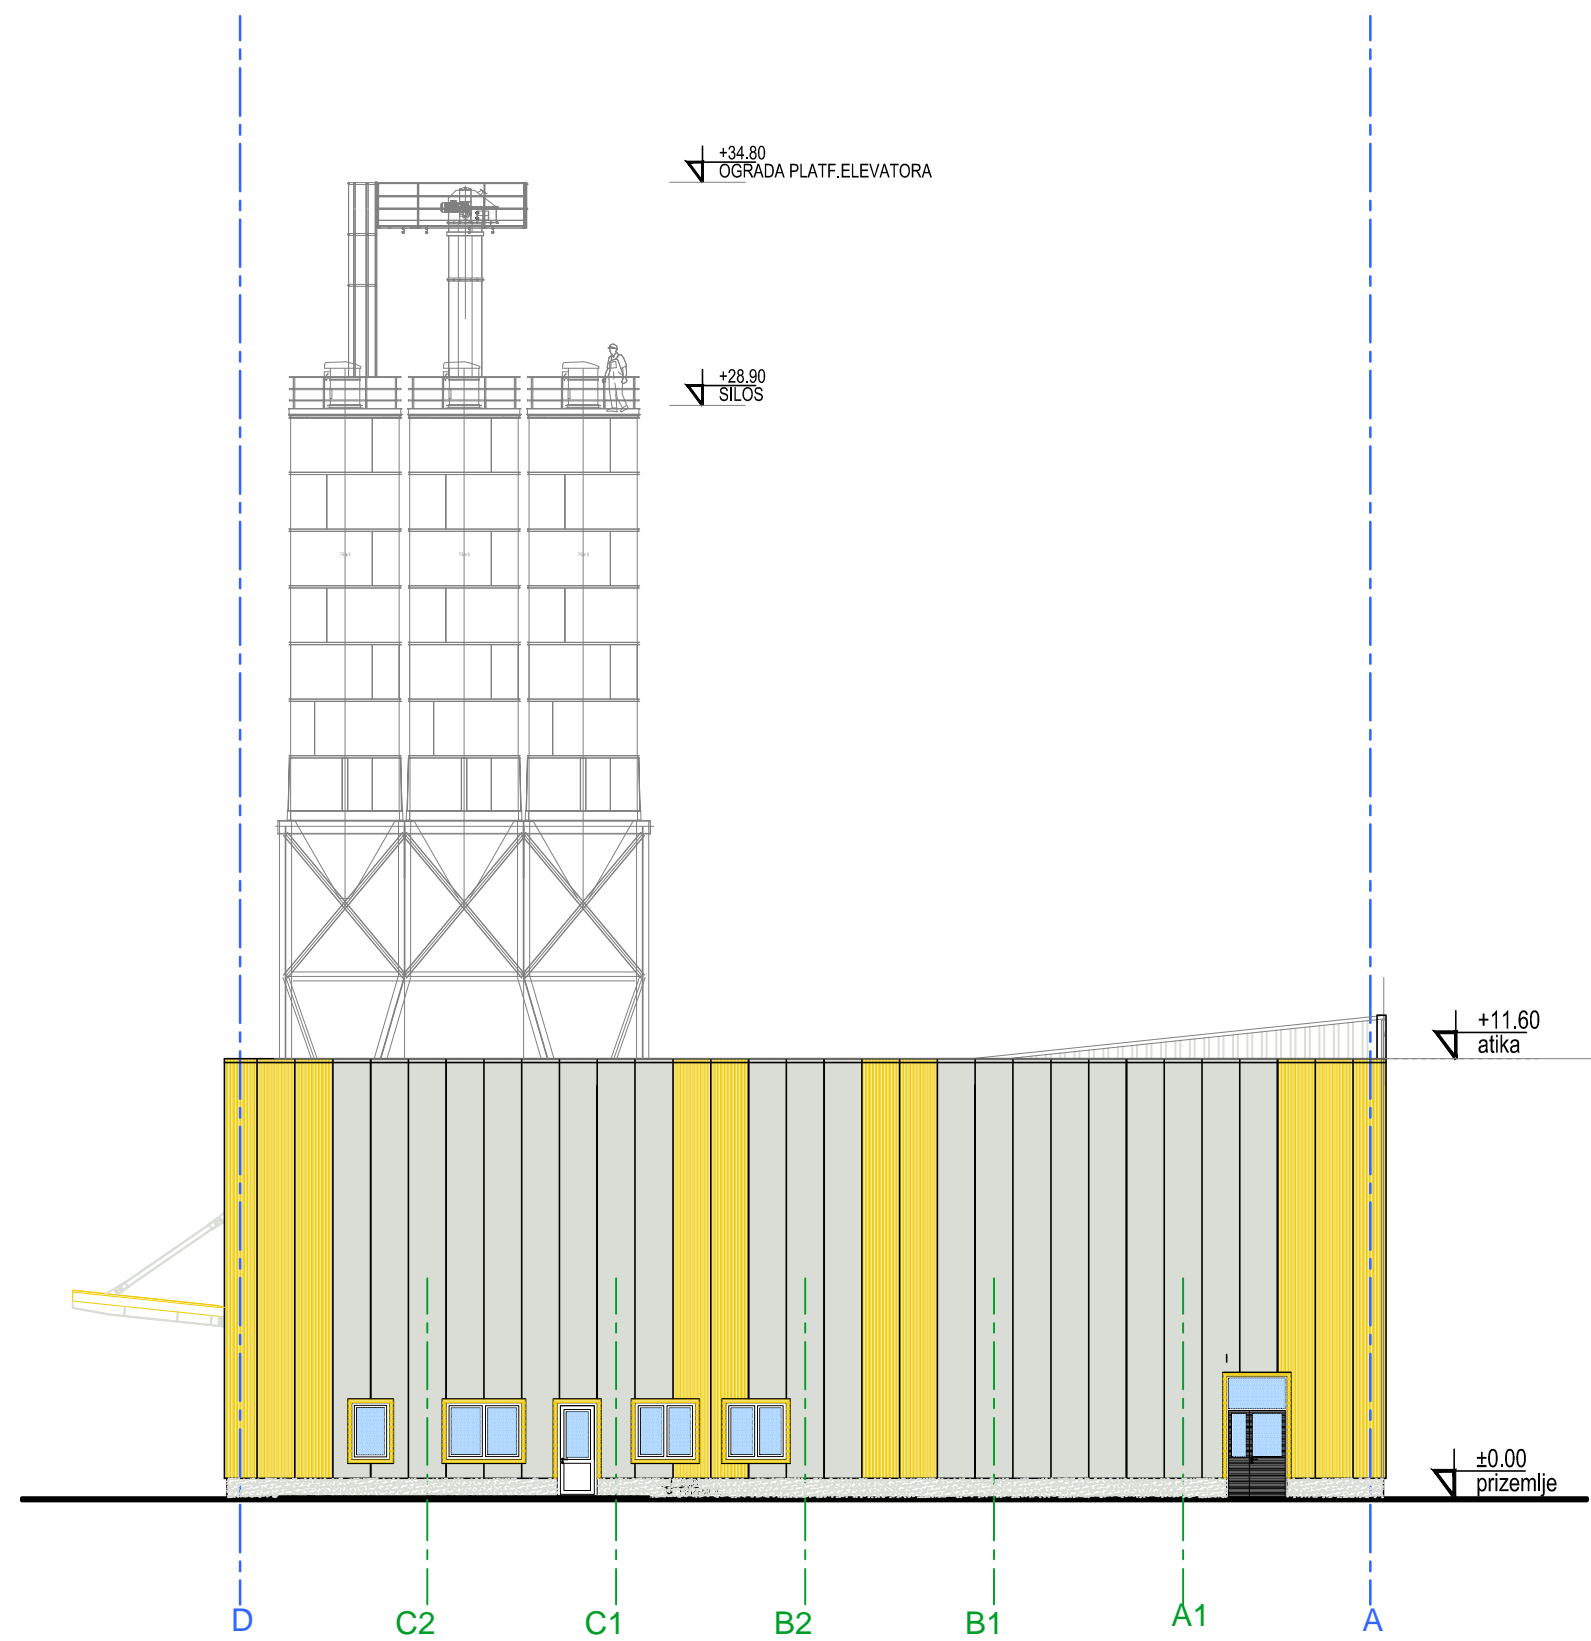 +34.80
OGRADA PLATF.ELEVATORA
+28.90
SILOS
+11.60
atika
±0.00
prizemlje
D
C2
C1
B2
B1
A1
A